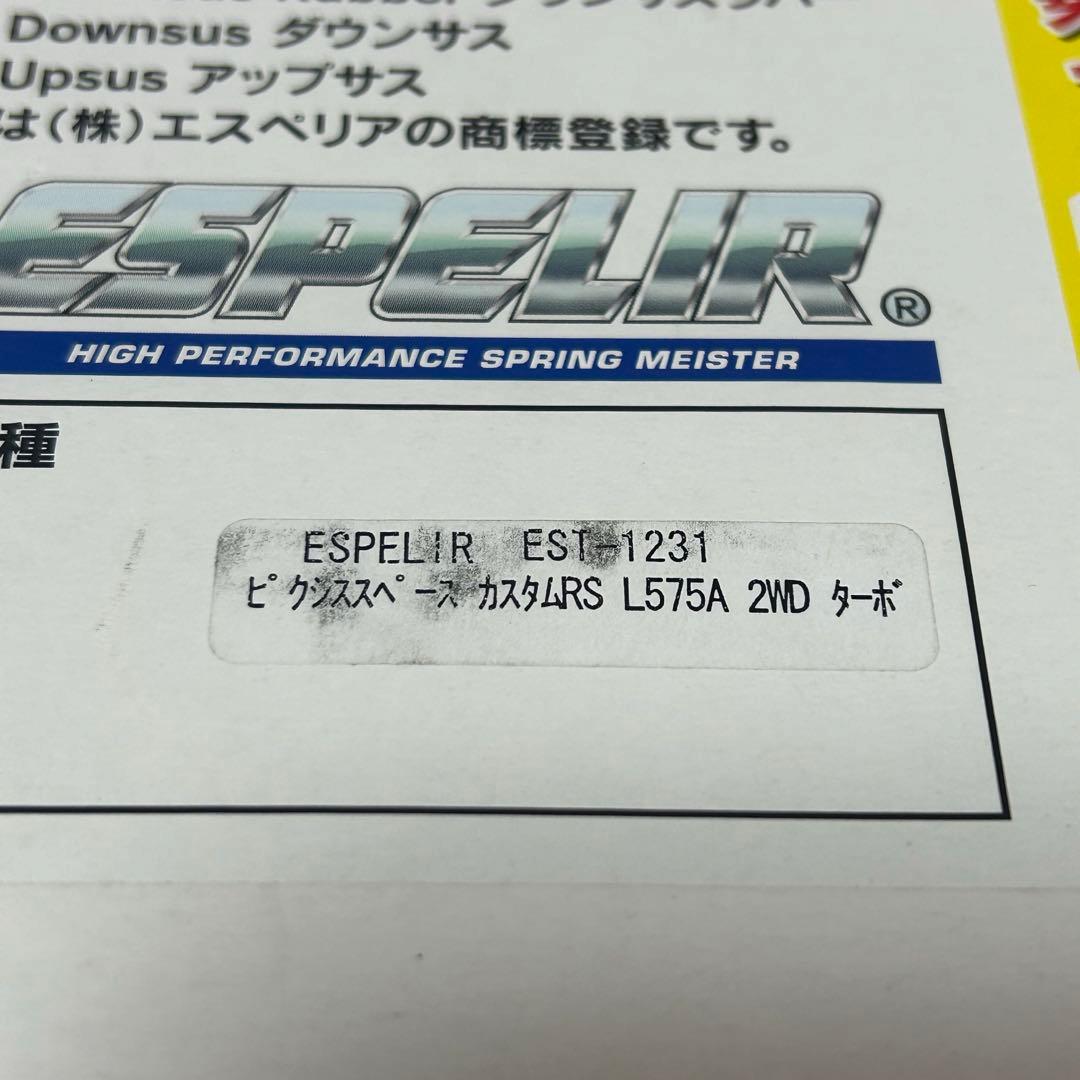 Downsus ダウンサス
Upsus アップサス
は(株)エスペリアの商標登録です。
ESPELIR®
HIGH PERFORMANCE SPRING MEISTER
種
ESPELIR EST-1231
ピクシススペース カスタムRS L575A 2WD ターボ